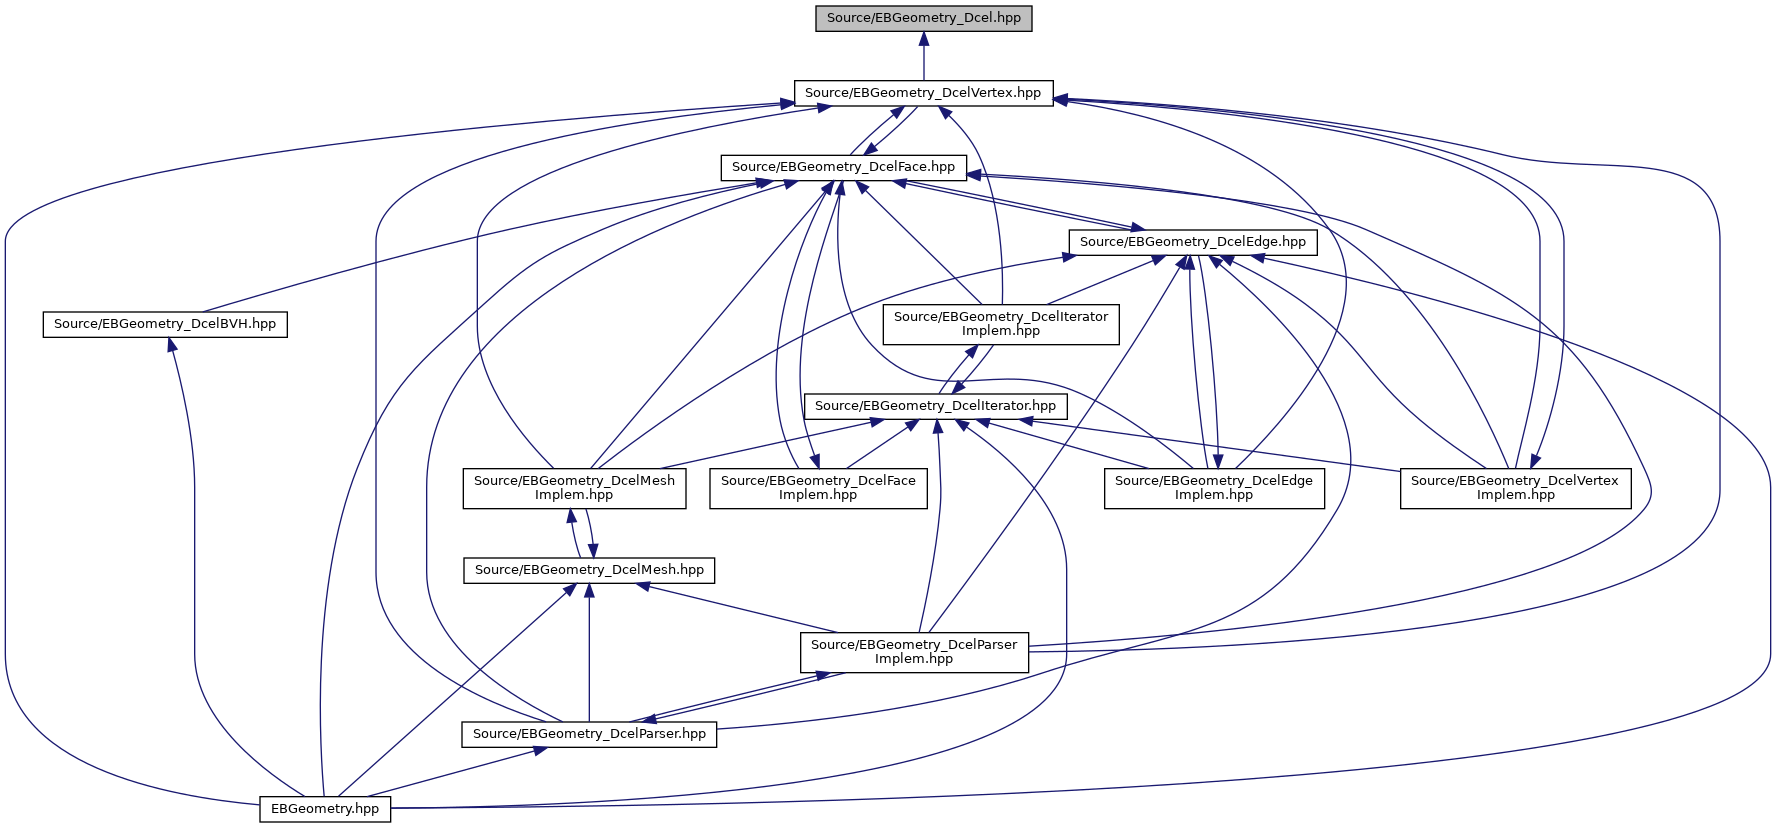 Source/EBGeometry_Dcel.hpp
Source/EBGeometry_DcelVertex.hpp
Source/EBGeometry_DcelFace.hpp
Source/EBGeometry_DcelEdge.hpp
Source/EBGeometry_DcelBVH.hpp
Source/EBGeometry_DcelIterator
Implem.hpp
Source/EBGeometry_DcelIterator.hpp
Source/EBGeometry_DcelMesh
Implem.hpp
Source/EBGeometry_DcelFace
Implem.hpp
Source/EBGeometry_DcelEdge
Implem.hpp
Source/EBGeometry_DcelVertex
Implem.hpp
Source/EBGeometry_DcelMesh.hpp
Source/EBGeometry_DcelParser
Implem.hpp
Source/EBGeometry_DcelParser.hpp
EBGeometry.hpp